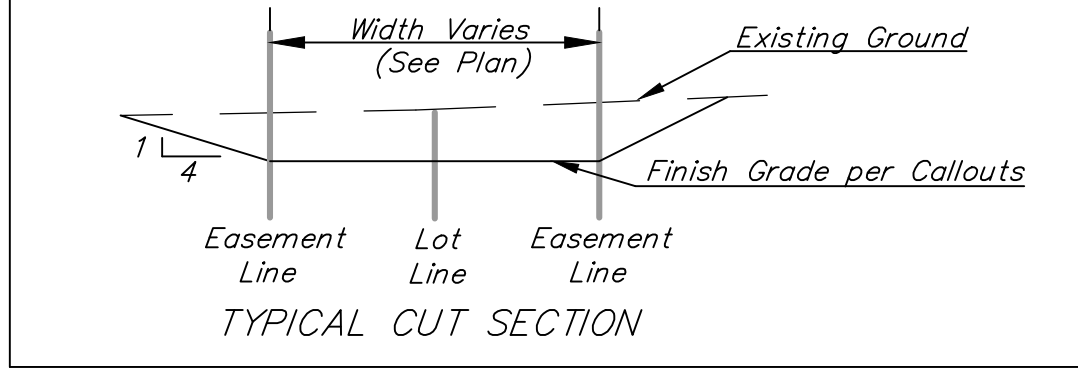 Width Varies
(See Plan)
Existing Ground
1
4
Finish Grade per Callouts
Easement
Line
Lot
Line
Easement
Line
TYPICAL CUT SECTION